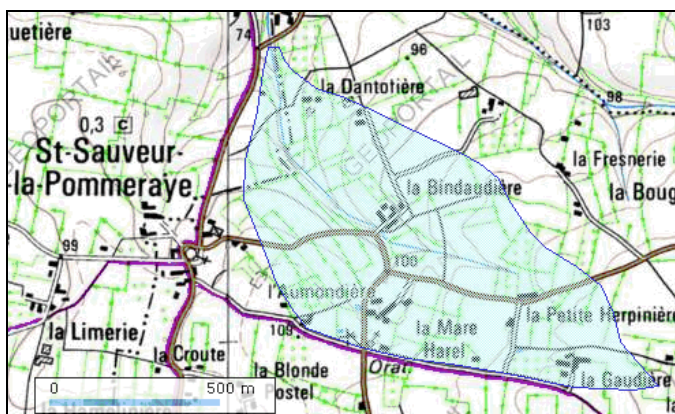 uetière
74
103
96
la Dantotière
98
GEOPORTAIL
GEOPORTAIL
0,3 C
St-Sauveur-
-la-Pommeraye
la Fresnerie
la Bindaudière
la Boug
99
100
l'Aumondière
109
la Limerie
la Mare
Harel
la Petite Herpinière
la Croute
la Blonde
Orat.
la Gaudière
0 500 m